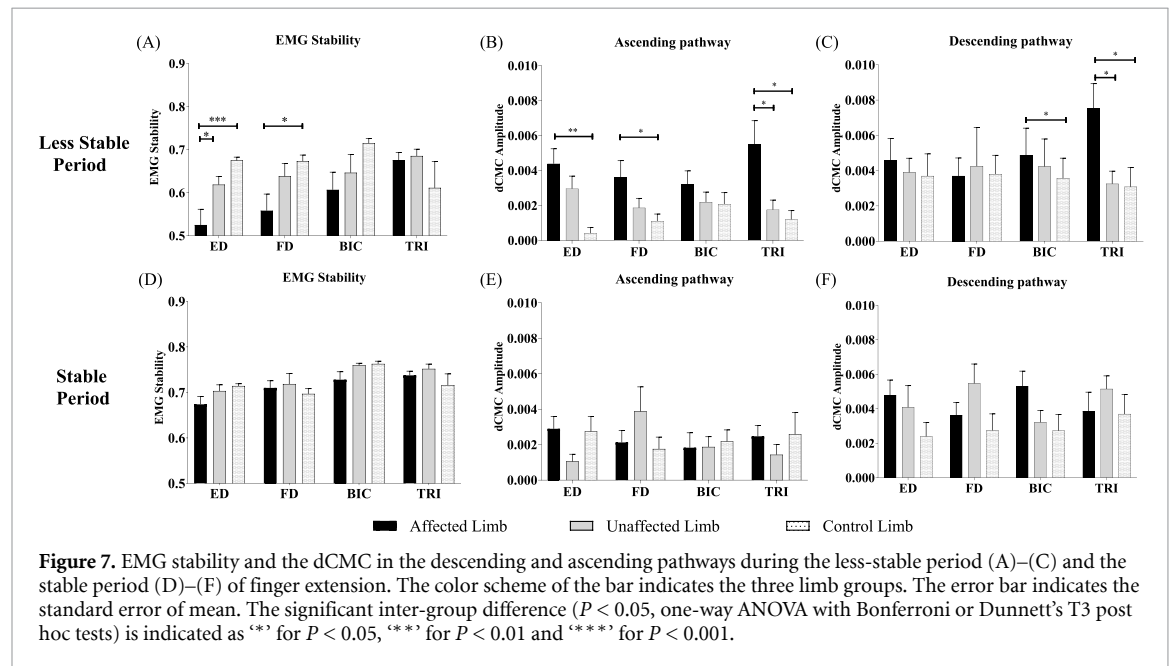 (A) EMG Stability
(B) Ascending pathway
(C) Descending pathway
Less Stable
Period
EMG Stability
0.9
0.8
0.7
0.6
0.5
*
***
*
ED FD BIC TRI
dCMC Amplitude
0.010
0.008
0.006
0.004
0.002
0.000
**
*
*
*
ED FD BIC TRI
dCMC Amplitude
0.010
0.008
0.006
0.004
0.002
0.000
*
*
*
ED FD BIC TRI
(D) EMG Stability
(E) Ascending pathway
(F) Descending pathway
Stable
Period
EMG Stability
0.9
0.8
0.7
0.6
0.5
ED FD BIC TRI
dCMC Amplitude
0.010
0.008
0.006
0.004
0.002
0.000
ED FD BIC TRI
dCMC Amplitude
0.010
0.008
0.006
0.004
0.002
0.000
ED FD BIC TRI
Affected Limb Unaffected Limb Control Limb
Figure 7. EMG stability and the dCMC in the descending and ascending pathways during the less-stable period (A)–(C) and the
stable period (D)–(F) of finger extension. The color scheme of the bar indicates the three limb groups. The error bar indicates the
standard error of mean. The significant inter-group difference (P < 0.05, one-way ANOVA with Bonferroni or Dunnett's T3 post
hoc tests) is indicated as '*' for P < 0.05, '**' for P < 0.01 and '***' for P < 0.001.